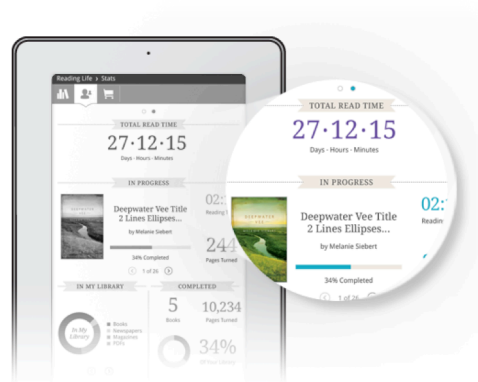 Reading Life › Stats
TOTAL READ TIME
27·12·15
Days - Hours - Minutes
IN PROGRESS
DEEPWATER
VEE
Deepwater Vee Title
2 Lines Ellipses...
by Melanie Siebert
34% Completed
1 of 26
02:
Reading
244
Pages Turned
IN MY LIBRARY
In My
Library
Books
Newspapers
Magazines
PDFs
COMPLETED
5
Books
10,234
Pages Turned
34%
TOTAL READ TIME
27·12·15
Days - Hours - Minutes
IN PROGRESS
DEEPWATER
VEE
Deepwater Vee Title
2 Lines Ellipses...
by Melanie Siebert
34% Completed
1 of 26
02:
Readin